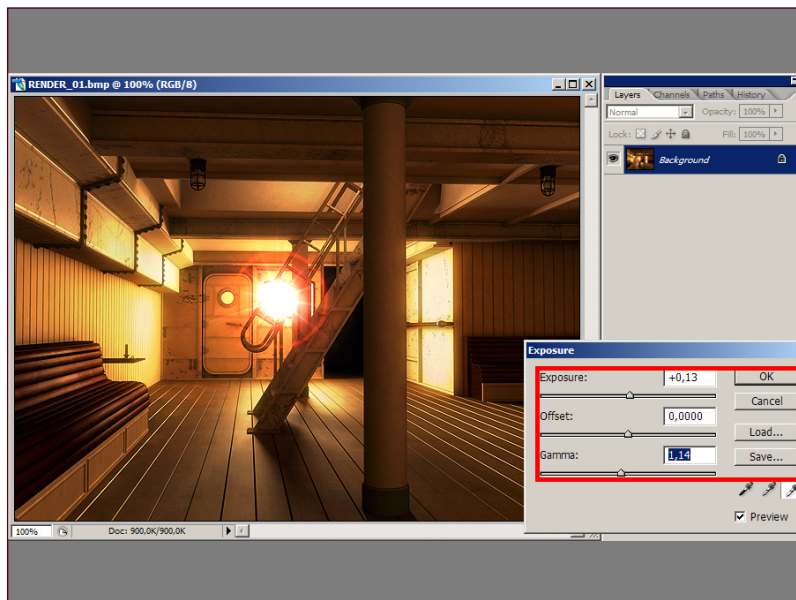 RENDER_01.bmp @ 100% (RGB/8)
Layers Channels Paths History
Normal Opacity: 100%
Lock: Fill: 100%
Background
Exposure
Exposure: +0,13 OK
Cancel
Offset: 0,0000
Load...
Gamma: 1,14 Save...
Preview
100% Doc: 900,0K/900,0K